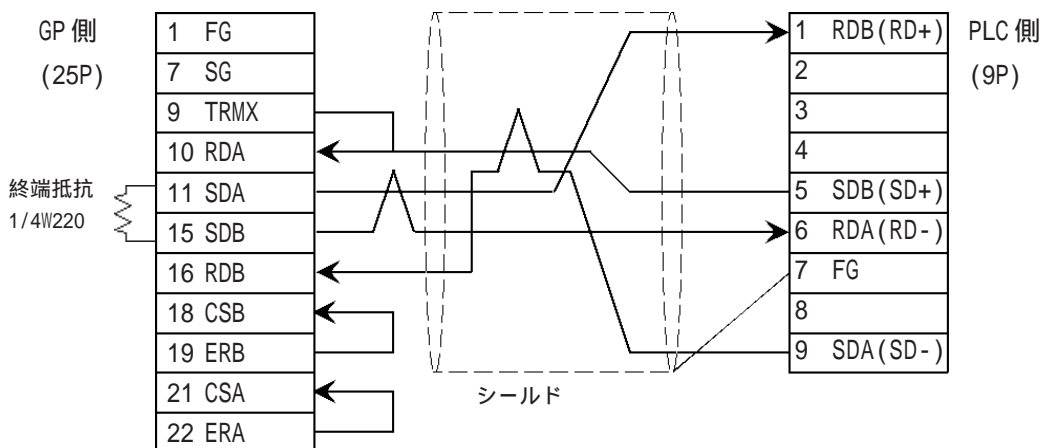 GP 側
(25P)
1 FG
7 SG
9 TRMX
10 RDA
11 SDA
15 SDB
16 RDB
18 CSB
19 ERB
21 CSA
22 ERA
終端抵抗
1/4W220
シールド
1 RDB(RD+)
2
3
4
5 SDB(SD+)
6 RDA(RD-)
7 FG
8
9 SDA(SD-)
PLC 側
(9P)